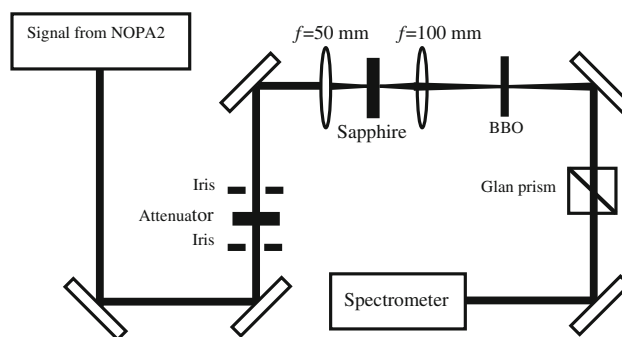 Signal from NOPA2
f=50 mm
f=100 mm
Sapphire
BBO
Iris
Attenuator
Iris
Glan prism
Spectrometer